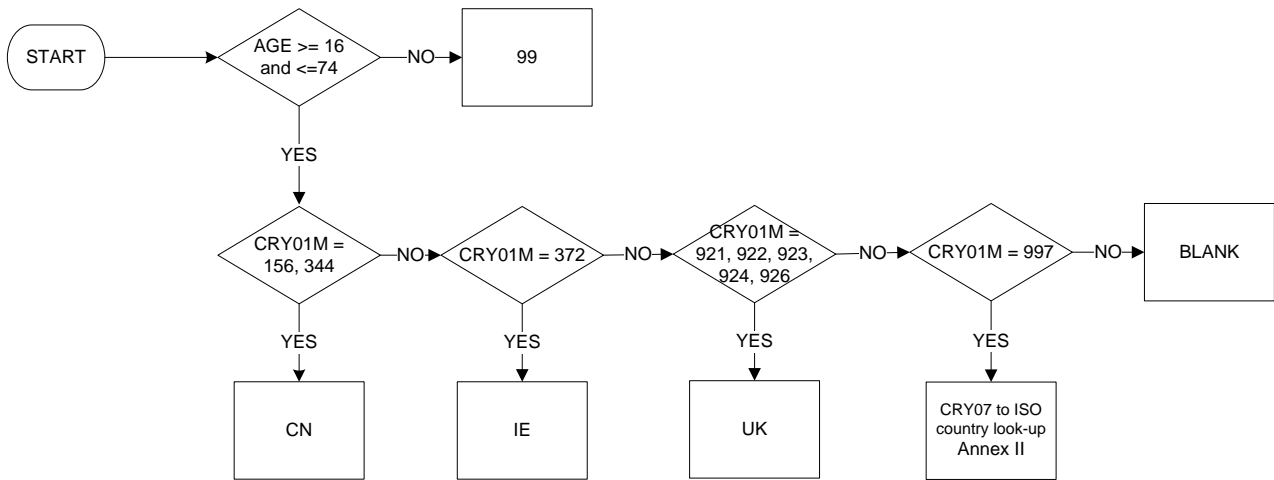 START
AGE >= 16
and <=74
NO
99
YES
CRY01M =
156, 344
NO
CRY01M = 372
NO
CRY01M =
921, 922, 923,
924, 926
NO
CRY01M = 997
NO
BLANK
YES
YES
YES
YES
CN
IE
UK
CRY07 to ISO
country look-up
Annex II